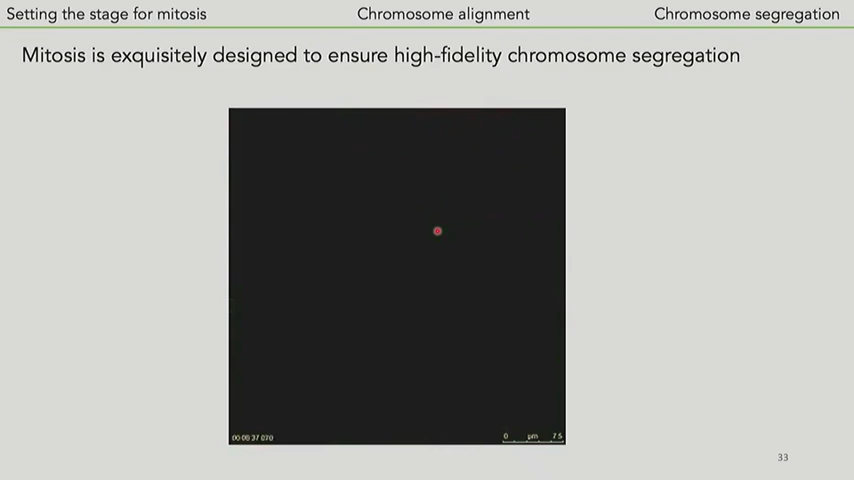 Setting the stage for mitosis
Chromosome alignment
Chromosome segregation
Mitosis is exquisitely designed to ensure high-fidelity chromosome segregation
00:08:37.070
0 µm 7.5
33